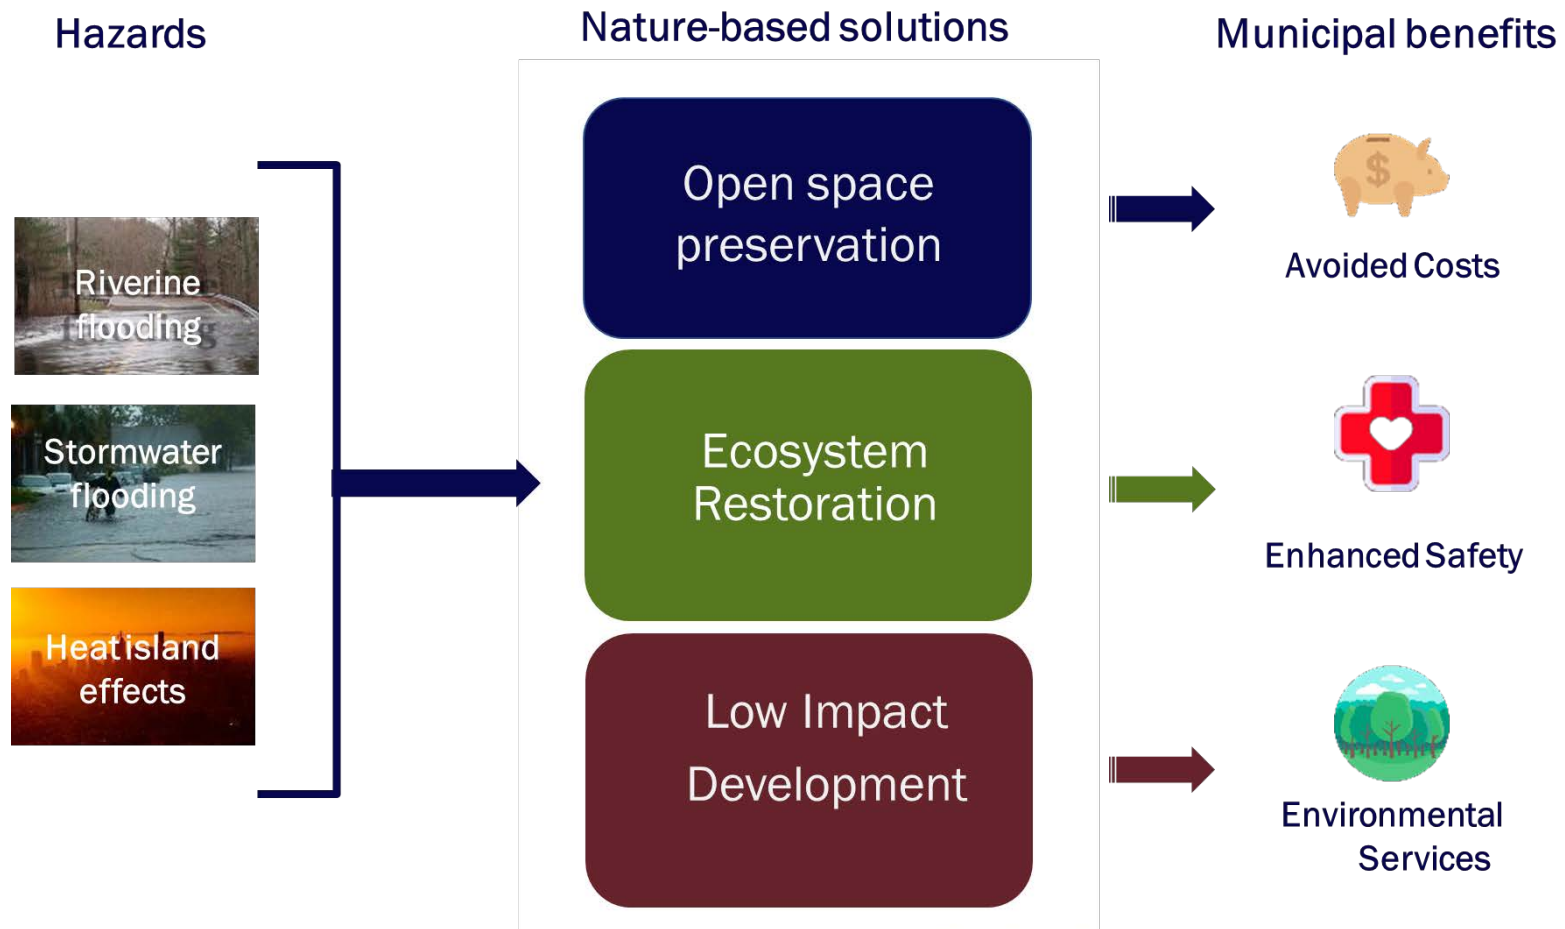 Hazards
Nature-based solutions
Municipal benefits
Riverine
flooding
Stormwater
flooding
Heat island
effects
Open space
preservation
Ecosystem
Restoration
Low Impact
Development
$
Avoided Costs
Enhanced Safety
Environmental
Services